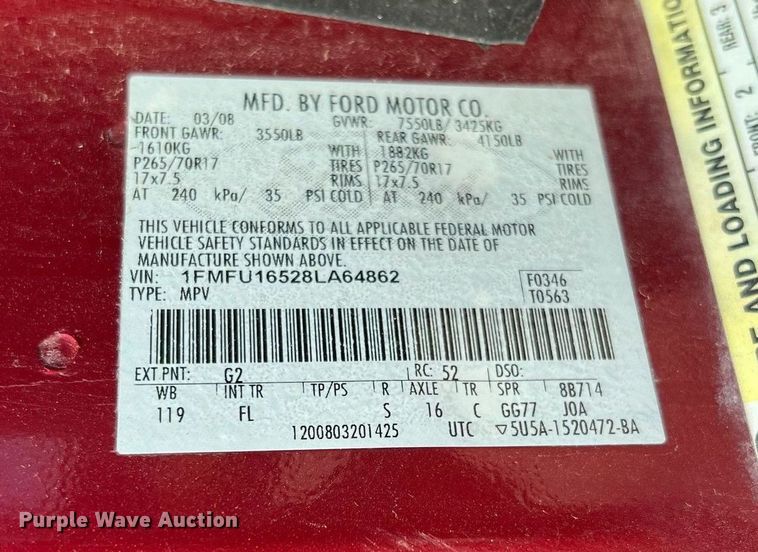 MFD. BY FORD MOTOR CO.
DATE: 03/08 GVWR: 7550LB/ 3425KG
FRONT GAWR: 3550LB REAR GAWR: 4150LB
-1610KG WITH 1882KG WITH
P265/70R17 TIRES P265/70R17 TIRES
17x7.5 RIMS 17x7.5 RIMS
AT 240 kPa/ 35 PSI COLD AT 240 kPa/ 35 PSI COLD
THIS VEHICLE CONFORMS TO ALL APPLICABLE FEDERAL MOTOR
VEHICLE SAFETY STANDARDS IN EFFECT ON THE DATE OF
MANUFACTURE SHOWN ABOVE.
VIN: 1FMFU16528LA64862 F0346
TYPE: MPV T0563
EXT PNT: G2 RC: 52 DSO:
WB INT TR TP/PS R AXLE TR SPR 8B714
119 FL S 16 C GG77 JOA
1200803201425 UTC ▽5U5A-1520472-BA
AND LOADING INFORMATION
REAR: 3
2
Purple Wave Auction